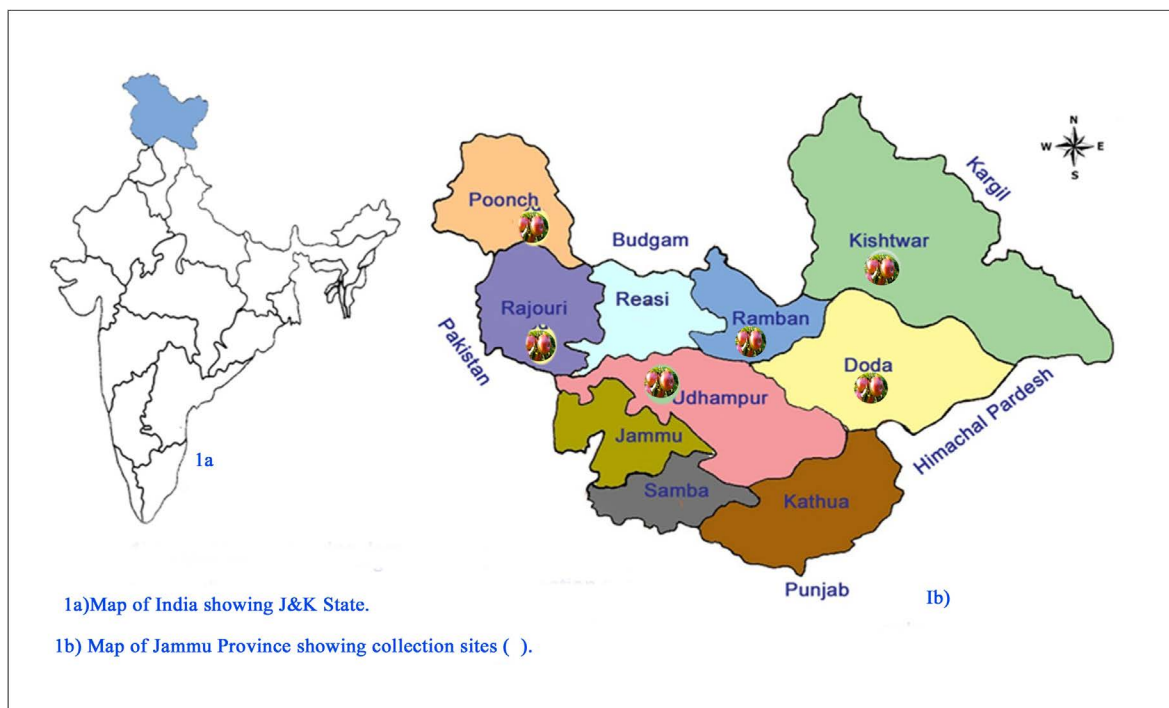 N
W E
S
Kargil
Poonch
Budgam
Kishtwar
Rajouri
Reasi
Ramban
Pakistan
Doda
Udhampur
Himachal Pardesh
Jammu
1a
Samba
Kathua
Punjab
Ib)
1a)Map of India showing J&K State.
1b) Map of Jammu Province showing collection sites ( ).